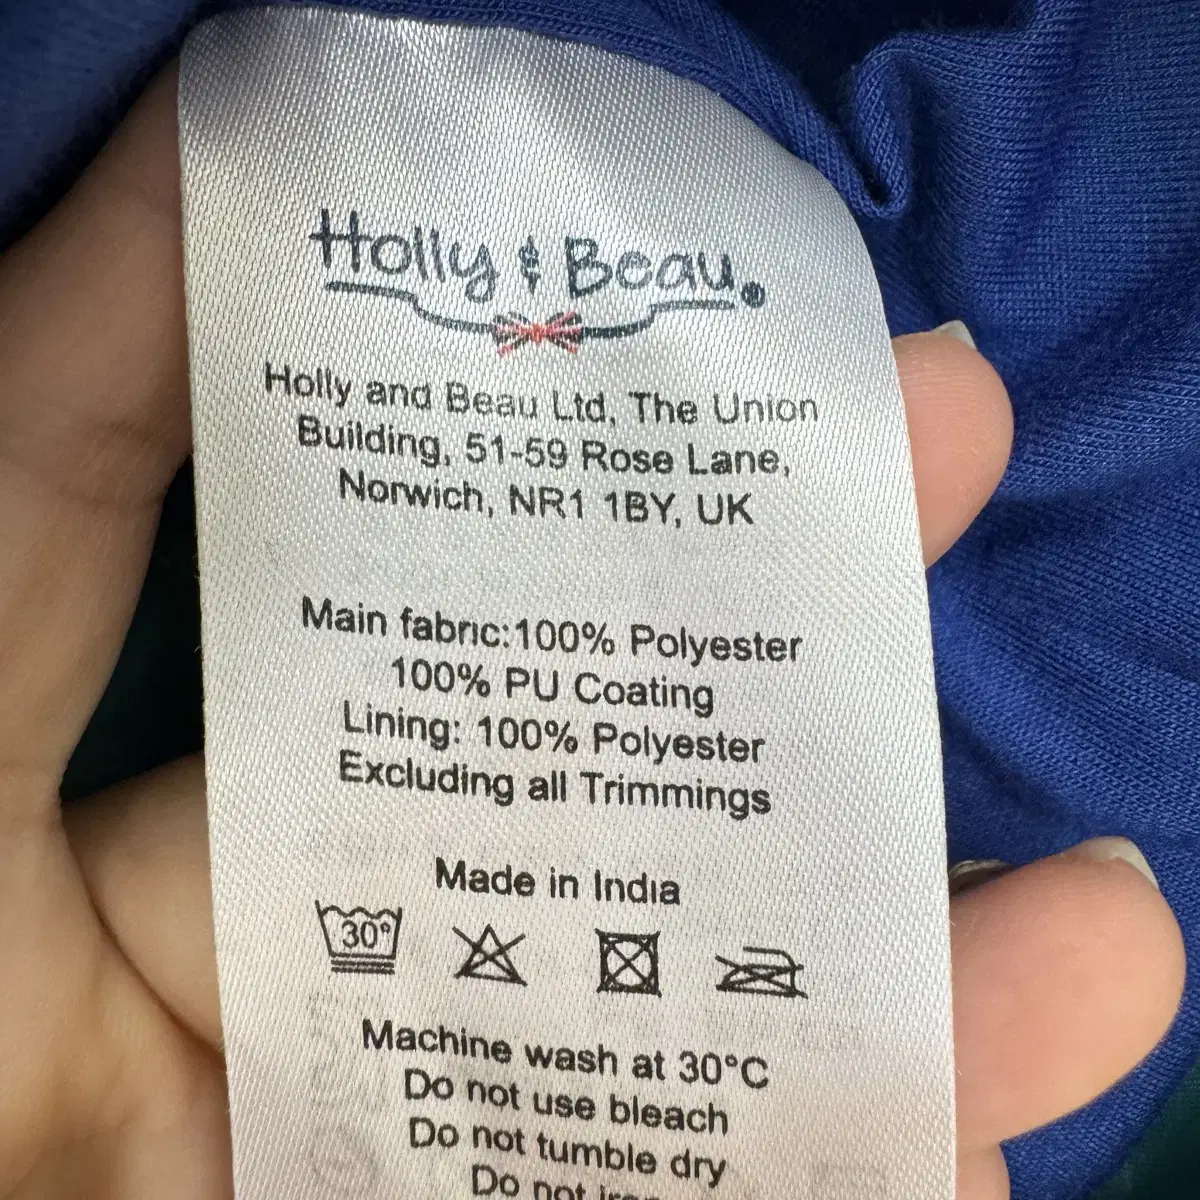 Holly & Beau.
Holly and Beau Ltd, The Union
Building, 51-59 Rose Lane,
Norwich, NR1 1BY, UK
Main fabric:100% Polyester
100% PU Coating
Lining: 100% Polyester
Excluding all Trimmings
Made in India
30°
Machine wash at 30°C
Do not use bleach
Do not tumble dry
Do not